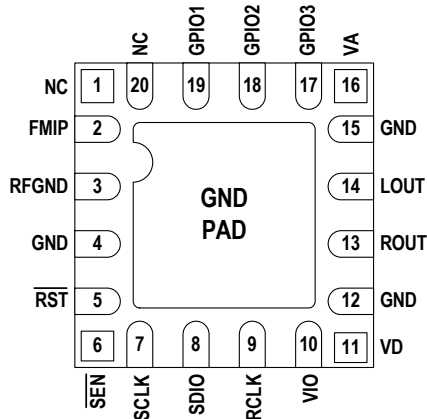 NC
GPIO1
GPIO2
GPIO3
VA
NC
1
20
19
18
17
16
FMIP
2
15
GND
RFGND
3
GND
PAD
14
LOUT
GND
4
13
ROUT
RST
5
12
GND
6
7
8
9
10
11
VD
SEN
SCLK
SDIO
RCLK
VIO